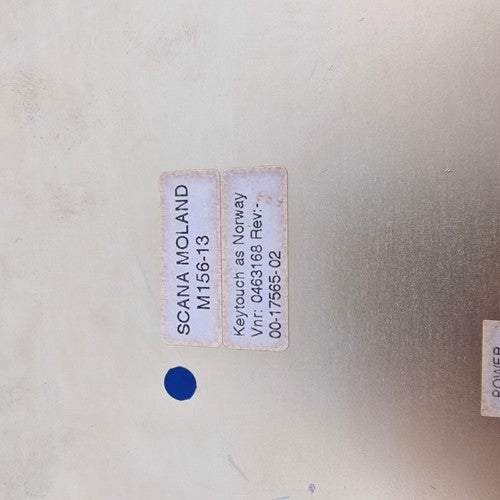 SCANA MOLAND
M156-13
Keytouch as Norway
Vnr: 0463168 Rev:-
00-17565-02
POWER